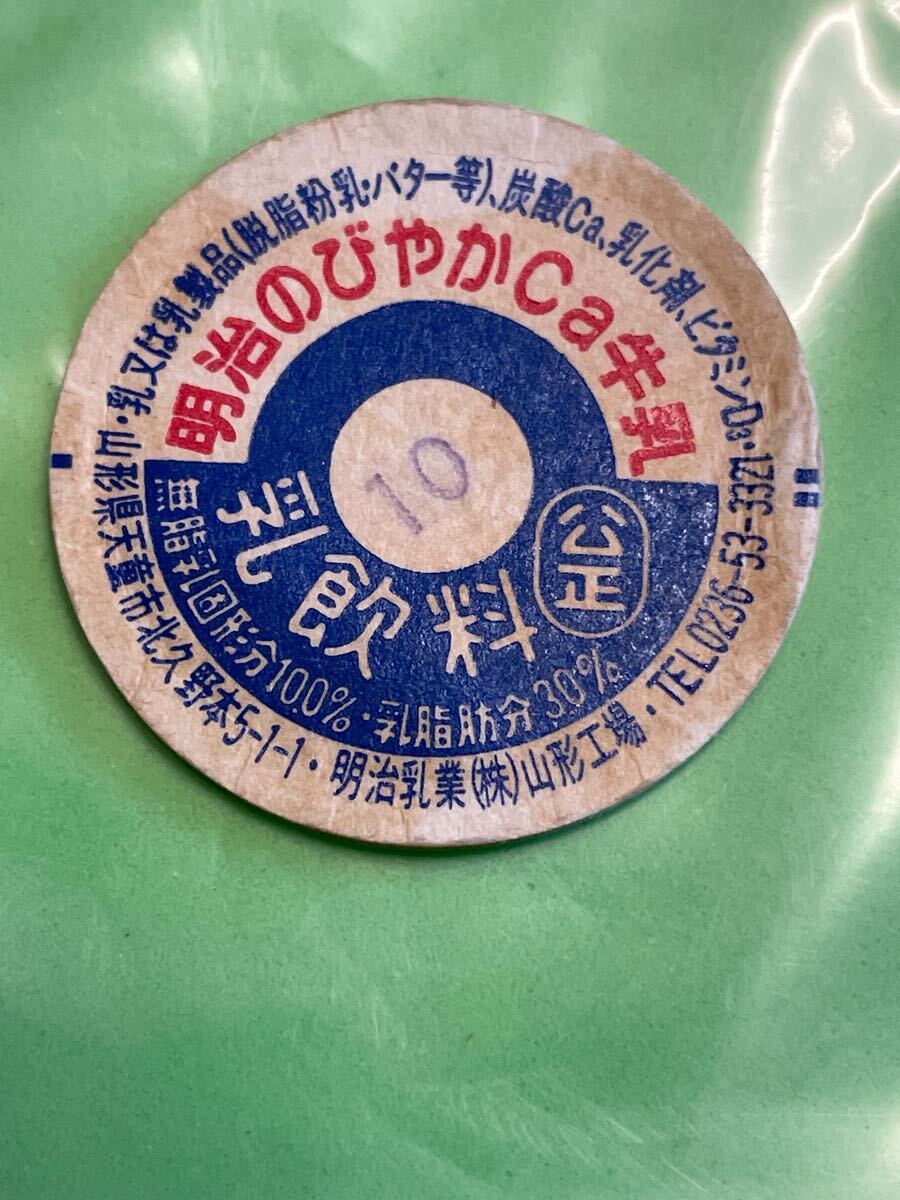 乳又は乳製品(脱脂粉乳・バター等)、炭酸Ca、乳化剤、ビタミンD₃・
明治のびやかCa牛乳
10
乳飲料
公正
無脂乳固形分10.0%・乳脂肪分3.0%
山形県天童市北久野本5-1-1・明治乳業(株)山形工場・TEL0236-53-3321